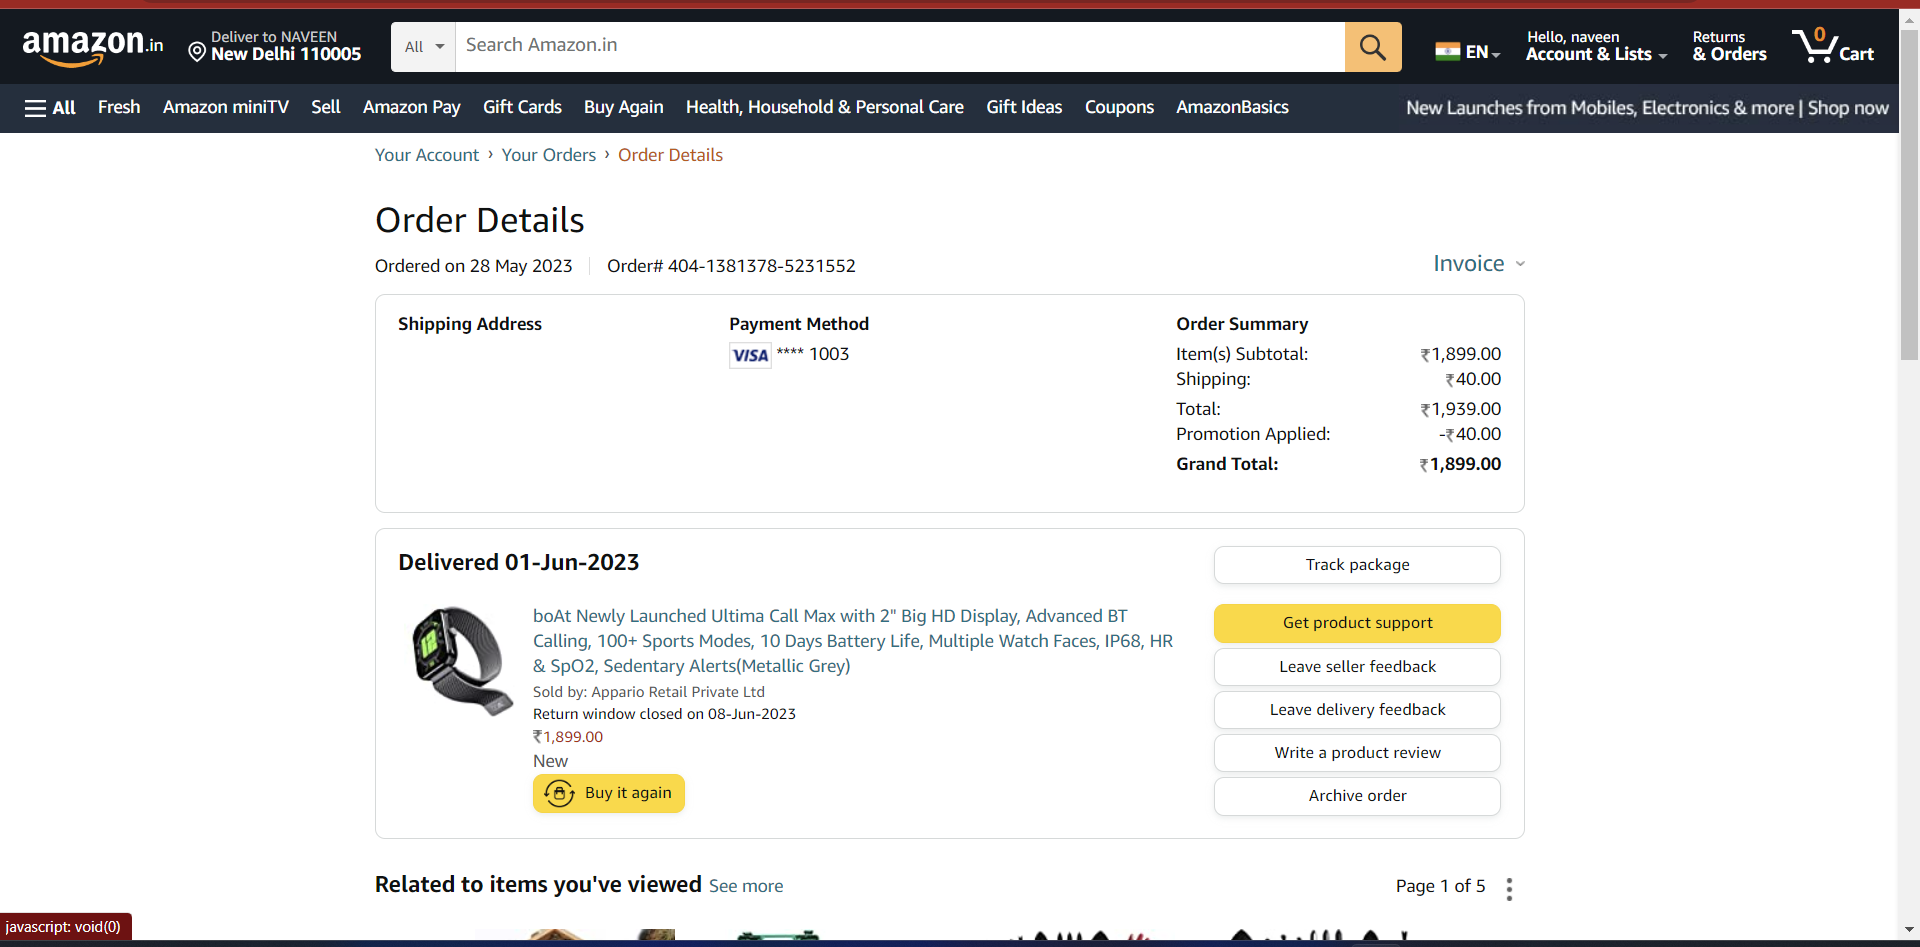 amazon.in
Deliver to NAVEEN
New Delhi 110005
All
Search Amazon.in
EN
Hello, naveen
Account & Lists
Returns
& Orders
0
Cart
All
Fresh
Amazon miniTV
Sell
Amazon Pay
Gift Cards
Buy Again
Health, Household & Personal Care
Gift Ideas
Coupons
AmazonBasics
New Launches from Mobiles, Electronics & more | Shop now
Your Account › Your Orders › Order Details
Order Details
Ordered on 28 May 2023 | Order# 404-1381378-5231552
Invoice
Shipping Address
Payment Method
VISA **** 1003
Order Summary
Item(s) Subtotal: ₹1,899.00
Shipping: ₹40.00
Total: ₹1,939.00
Promotion Applied: -₹40.00
Grand Total: ₹1,899.00
Delivered 01-Jun-2023
boAt Newly Launched Ultima Call Max with 2" Big HD Display, Advanced BT
Calling, 100+ Sports Modes, 10 Days Battery Life, Multiple Watch Faces, IP68, HR
& SpO2, Sedentary Alerts(Metallic Grey)
Sold by: Appario Retail Private Ltd
Return window closed on 08-Jun-2023
₹1,899.00
New
Buy it again
Track package
Get product support
Leave seller feedback
Leave delivery feedback
Write a product review
Archive order
Related to items you've viewed See more
Page 1 of 5
javascript: void(0)